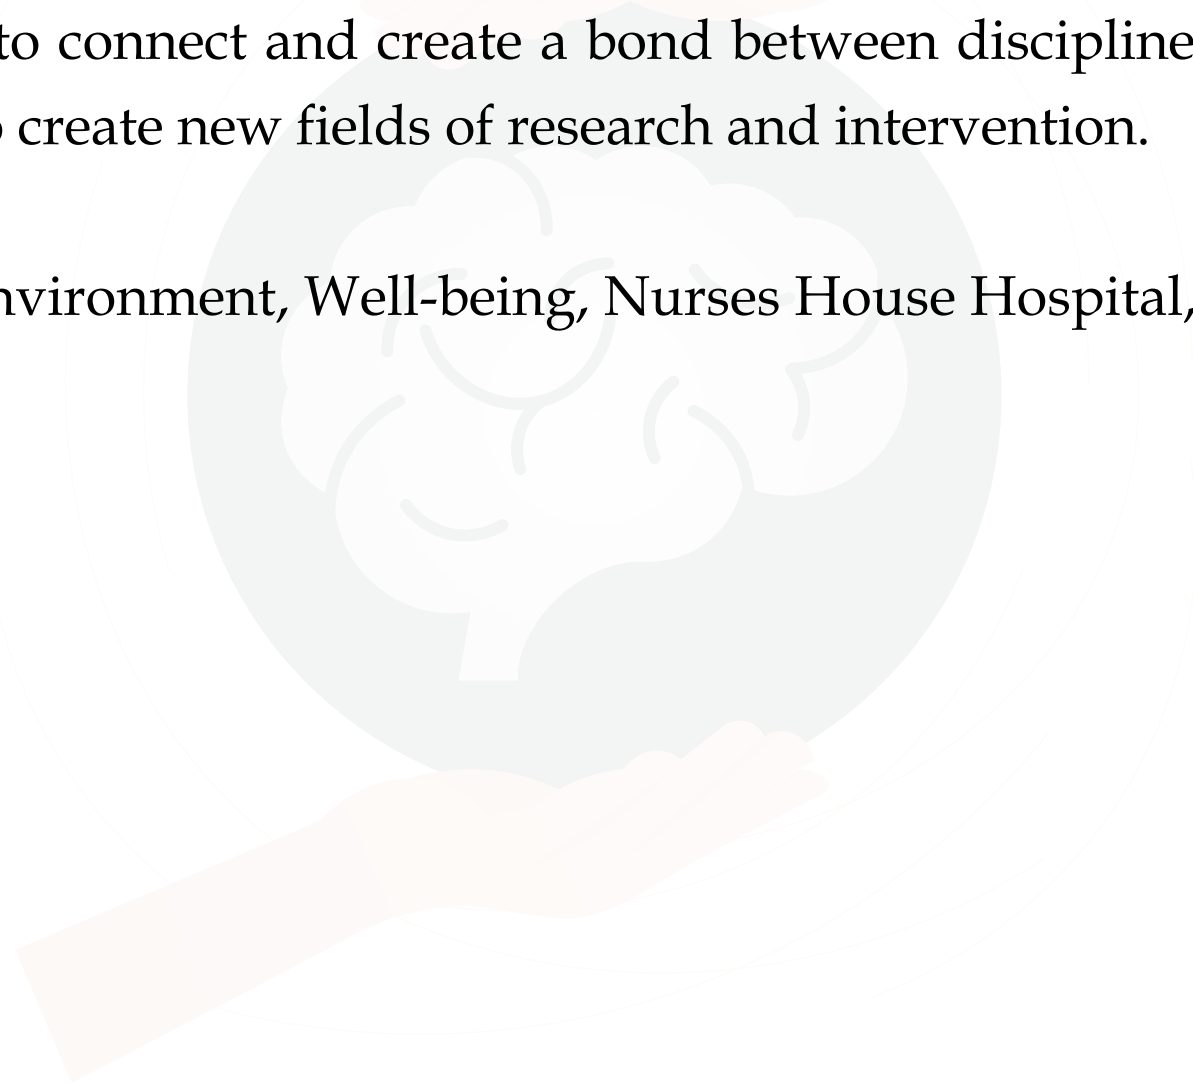 to connect and create a bond between discipline
create new fields of research and intervention.
nvironment, Well-being, Nurses House Hospital,